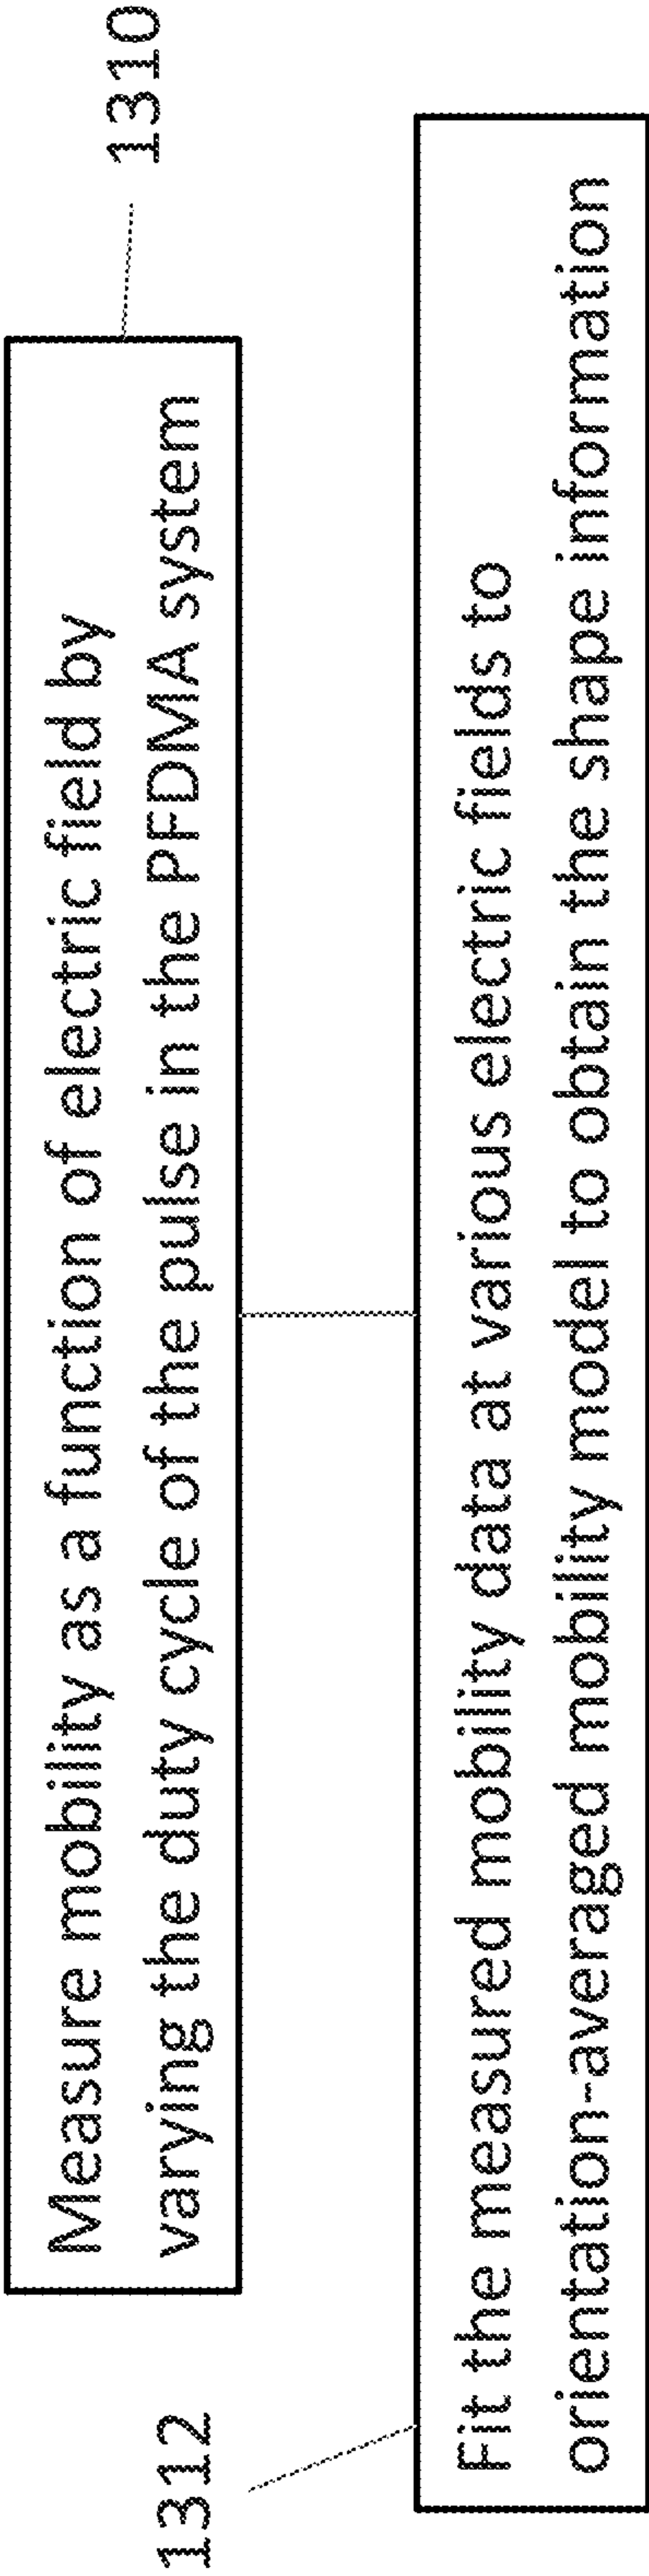 1310
Measure mobility as a function of electric field by
varying the duty cycle of the pulse in the PFDMA system
1312
Fit the measured mobility data at various electric fields to
orientation-averaged mobility model to obtain the shape information